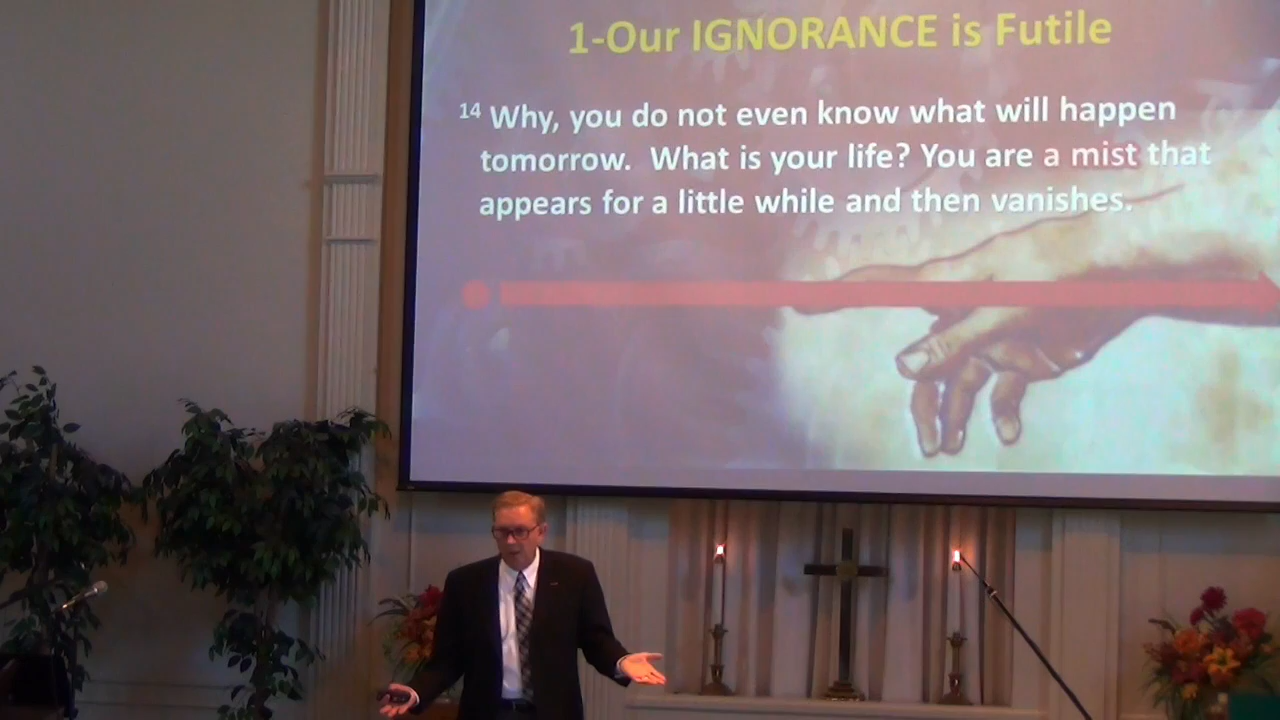 1-Our IGNORANCE is Futile
14 Why, you do not even know what will happen
tomorrow. What is your life? You are a mist that
appears for a little while and then vanishes.